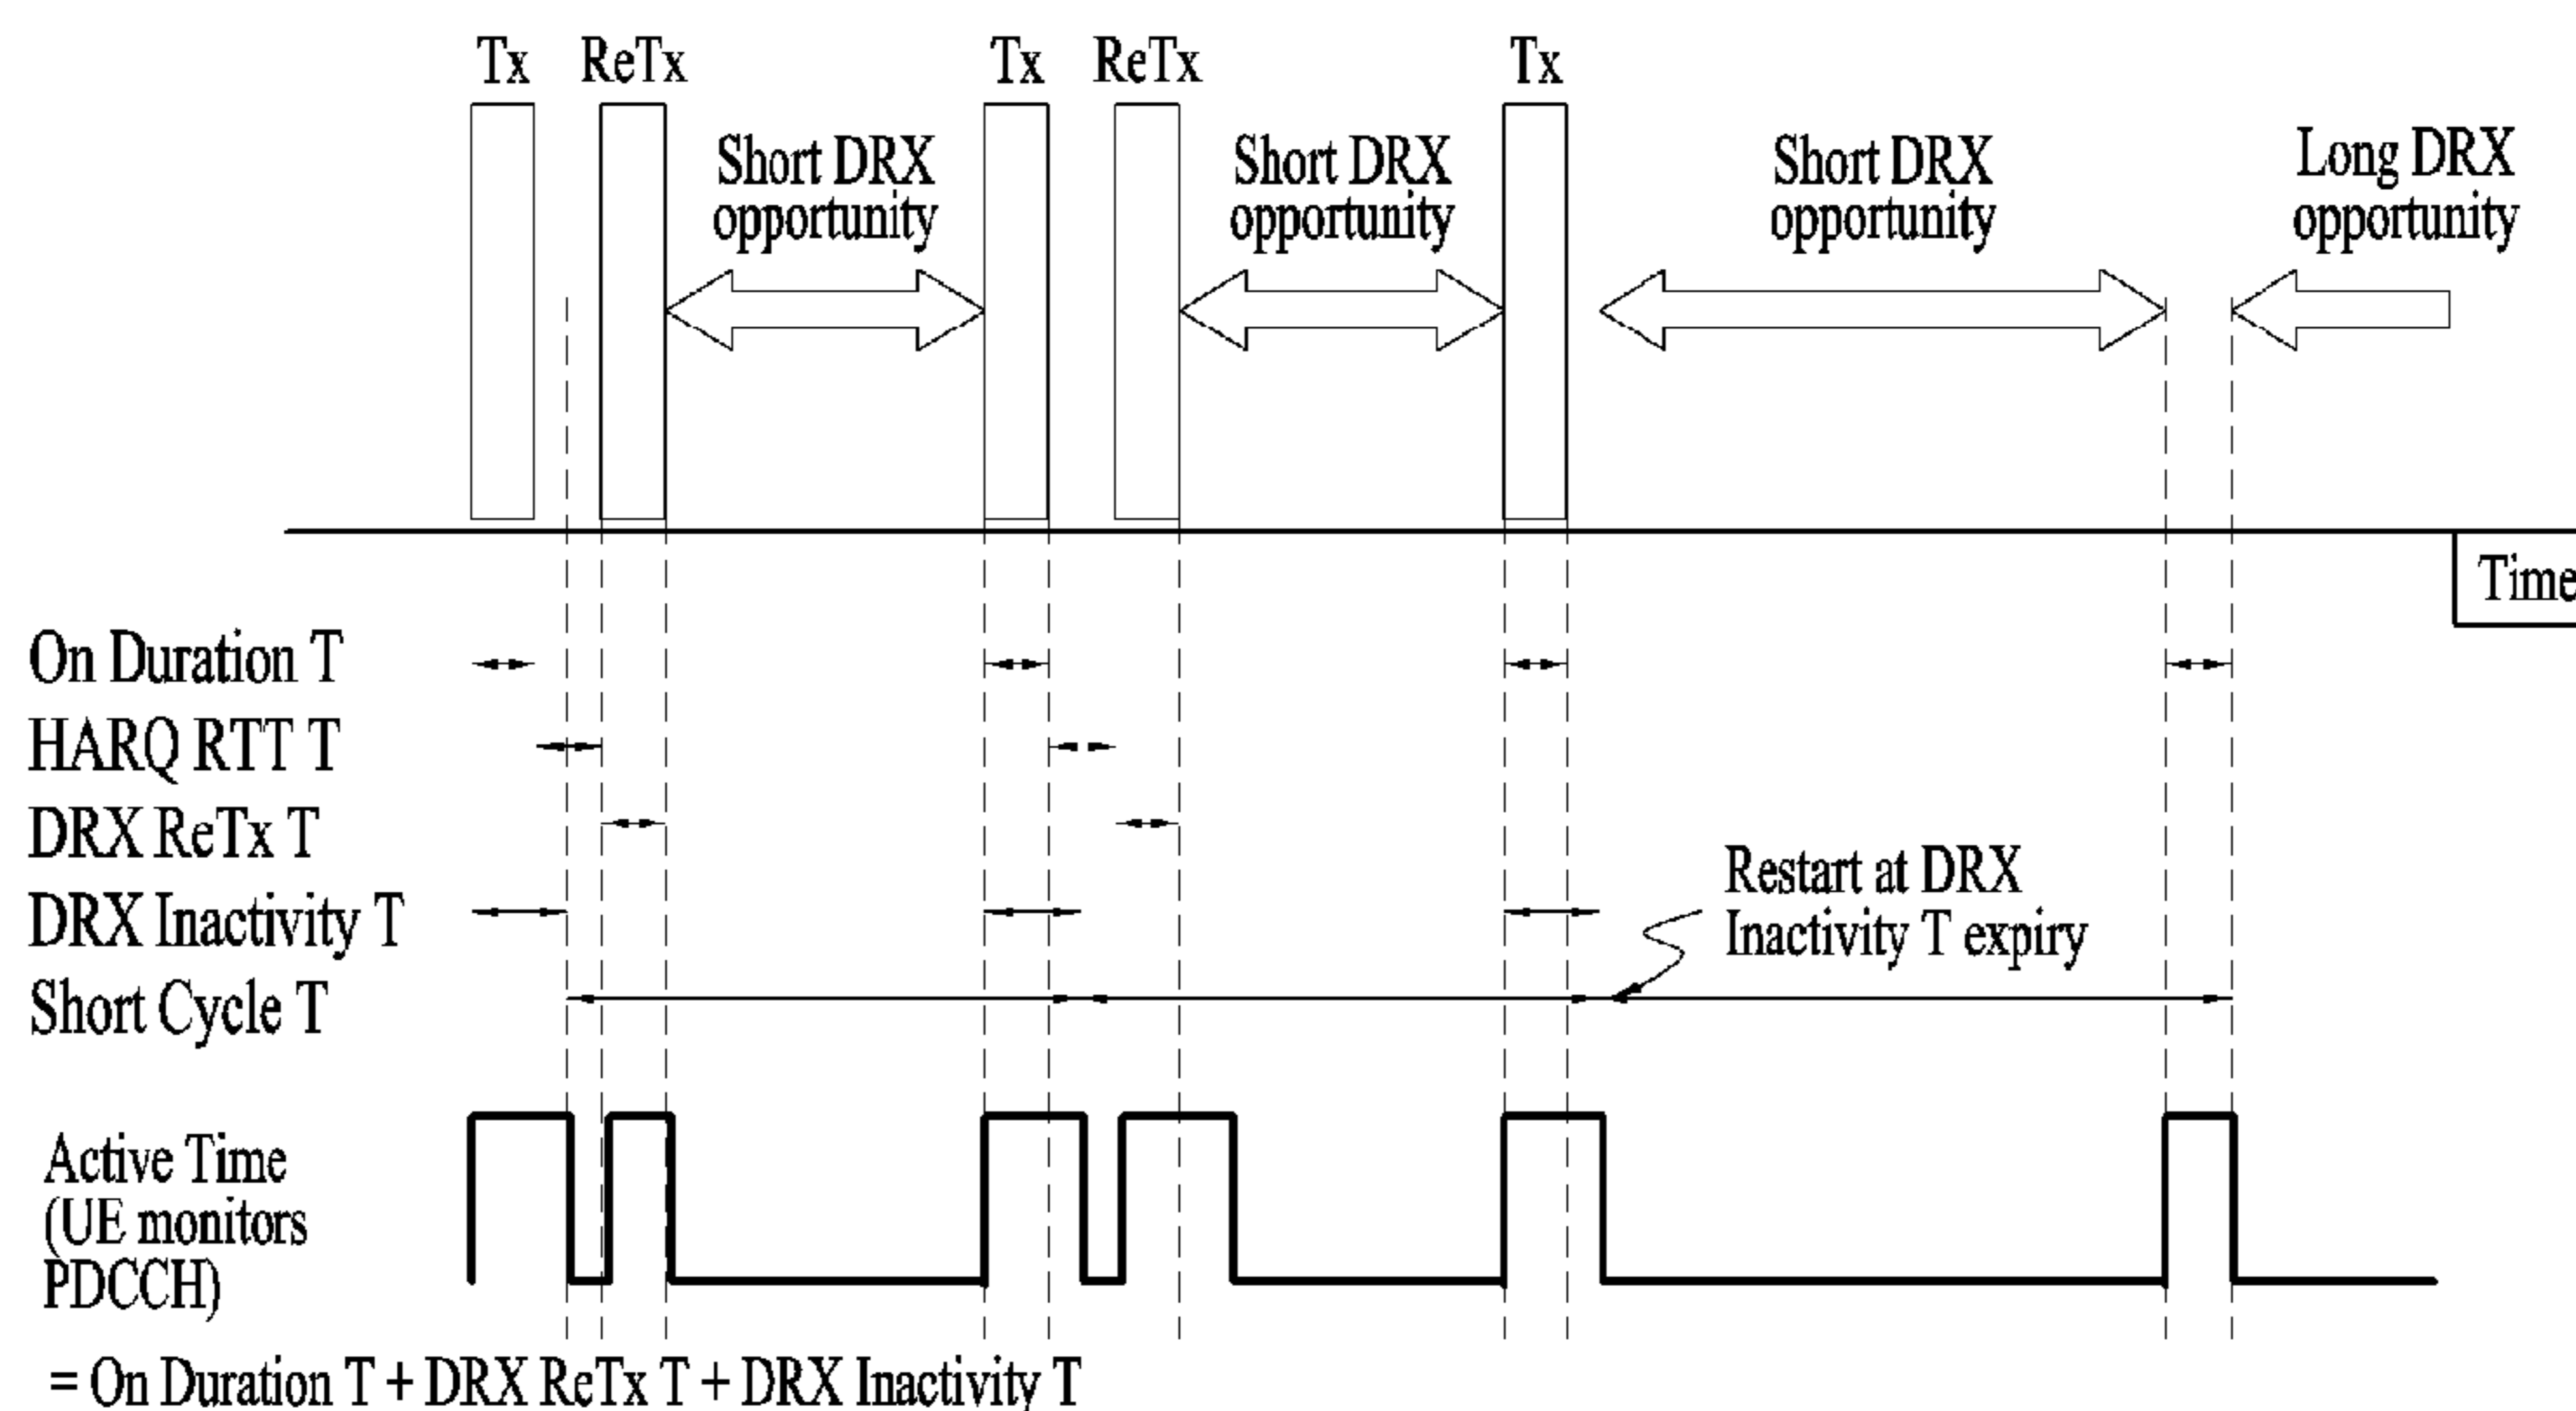 Tx
ReTx
Tx
ReTx
Tx
Short DRX
opportunity
Short DRX
opportunity
Short DRX
opportunity
Long DRX
opportunity
Time
On Duration T
HARQ RTT T
DRX ReTx T
DRX Inactivity T
Short Cycle T
Restart at DRX
Inactivity T expiry
Active Time
(UE monitors
PDCCH)
= On Duration T + DRX ReTx T + DRX Inactivity T